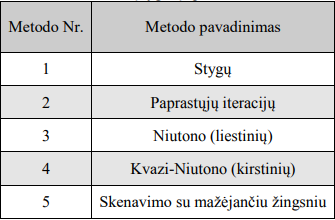 Metodo Nr. Metodo pavadinimas
1 Stygų
2 Paprastųjų iteracijų
3 Niutono (liestinių)
4 Kvazi-Niutono (kirstinių)
5 Skenavimo su mažėjančiu žingsniu